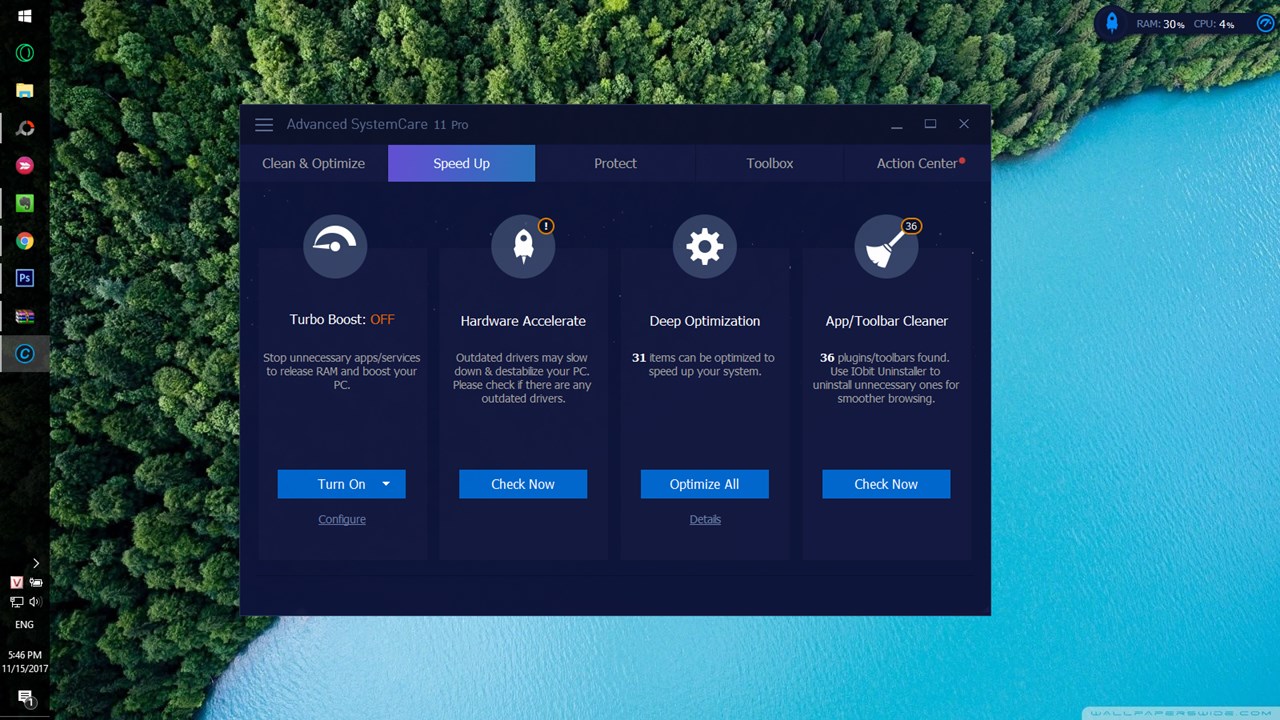 RAM: 30% CPU: 4%
Advanced SystemCare 11 Pro
Clean & Optimize
Speed Up
Protect
Toolbox
Action Center
!
36
Turbo Boost: OFF
Stop unnecessary apps/services
to release RAM and boost your
PC.
Turn On
Configure
Hardware Accelerate
Outdated drivers may slow
down & destabilize your PC.
Please check if there are any
outdated drivers.
Check Now
Deep Optimization
31 items can be optimized to
speed up your system.
Optimize All
Details
App/Toolbar Cleaner
36 plugins/toolbars found.
Use IObit Uninstaller to
uninstall unnecessary ones for
smoother browsing.
Check Now
Ps
C
V
ENG
5:46 PM
11/15/2017
1
WALLPAPERSWIDE.COM